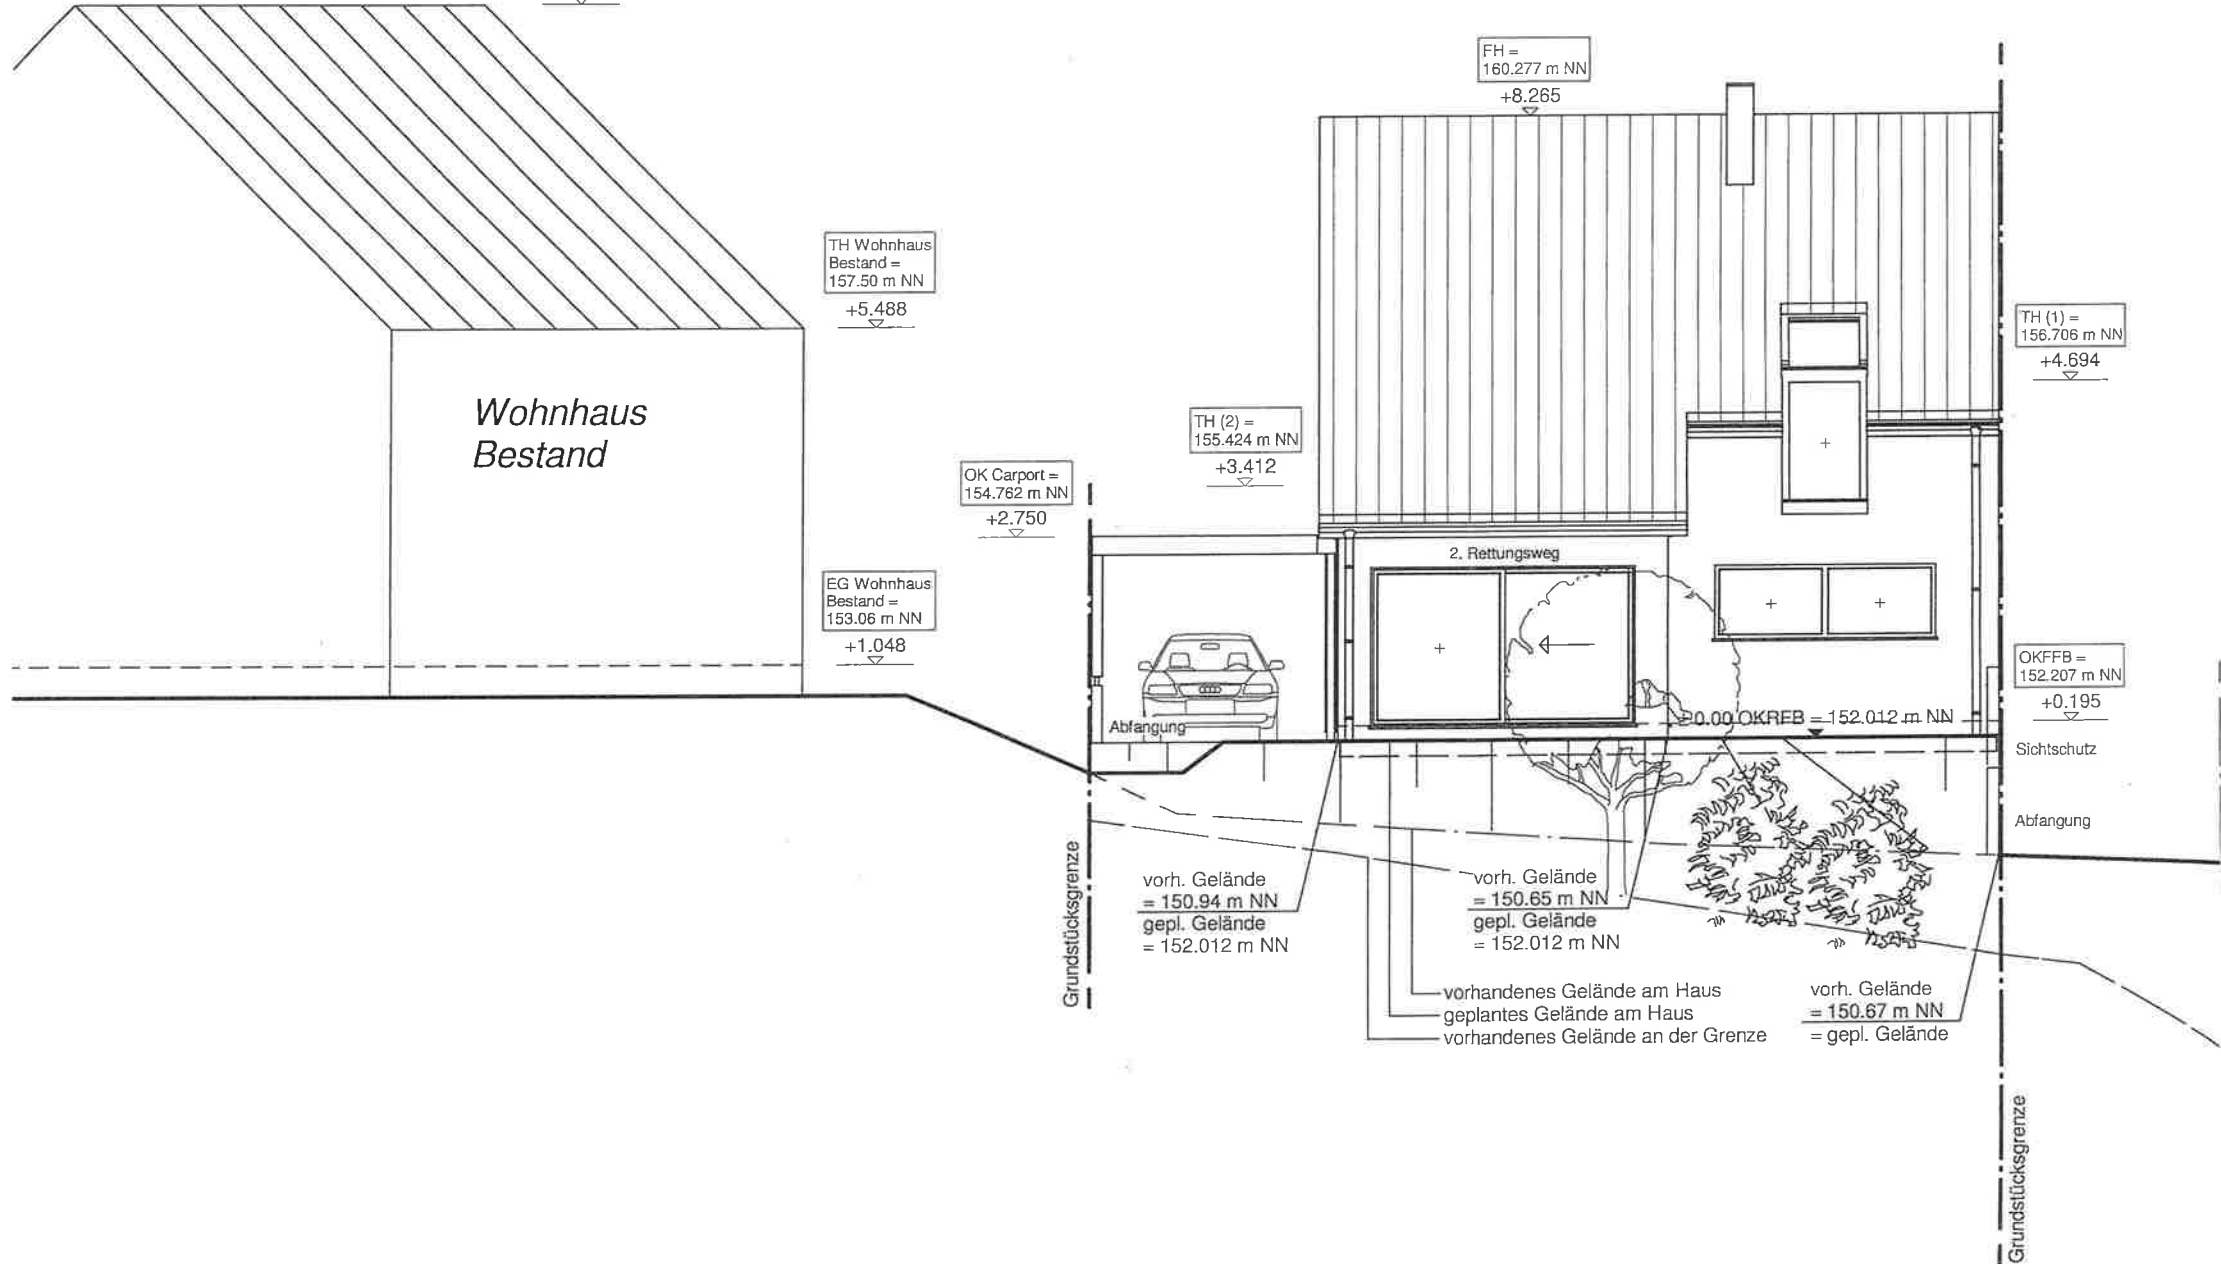 FH =
160.277 m NN
+8.265
TH Wohnhaus
Bestand =
157.50 m NN
+5.488
TH (1) =
156.706 m NN
+4.694
Wohnhaus
Bestand
TH (2) =
155.424 m NN
+3.412
OK Carport =
154.762 m NN
+2.750
2. Rettungsweg
EG Wohnhaus
Bestand =
153.06 m NN
+1.048
OKFFB =
152.207 m NN
+0.195
Abfangung
0.00 OKRFB = 152.012 m NN
Sichtschutz
Abfangung
Grundstücksgrenze
vorh. Gelände
= 150.94 m NN
gepl. Gelände
= 152.012 m NN
vorh. Gelände
= 150.65 m NN
gepl. Gelände
= 152.012 m NN
vorhandenes Gelände am Haus
geplantes Gelände am Haus
vorhandenes Gelände an der Grenze
vorh. Gelände
= 150.67 m NN
= gepl. Gelände
Grundstücksgrenze